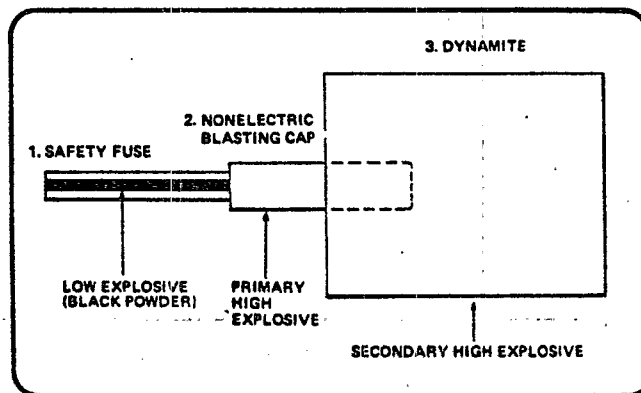 3. DYNAMITE
2. NONELECTRIC
BLASTING CAP
1. SAFETY FUSE
LOW EXPLOSIVE
(BLACK POWDER)
PRIMARY
HIGH
EXPLOSIVE
SECONDARY HIGH EXPLOSIVE